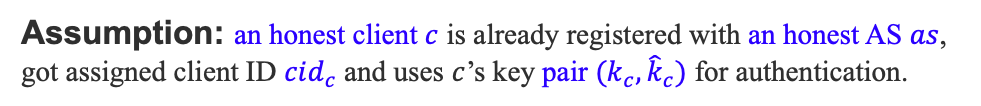 Assumption: an honest client c is already registered with an honest AS as,
got assigned client ID cid_c and uses c's key pair (k_c, k̂_c) for authentication.